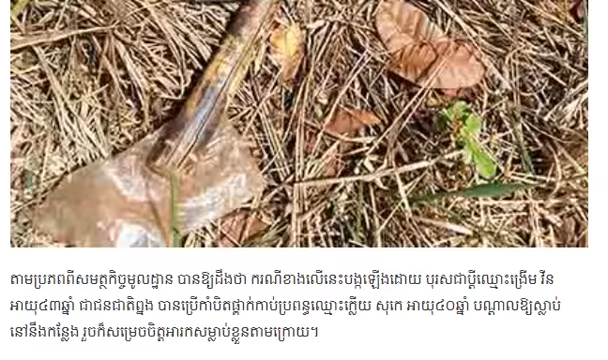 តាមប្រភពពីសមត្ថកិច្ចមូលដ្ឋាន បានឱ្យដឹងថា ករណីខាងលើនេះបង្កឡើងដោយ បុរសជាប្តីឈ្មោះង្រើម វីន
អាយុ៤៣ឆ្នាំ ជាជនជាតិព្នង បានប្រើកាំបិតផ្គាក់កាប់ប្រពន្ធឈ្មោះភ្លើយ សុកេ អាយុ៤០ឆ្នាំ បណ្តាលឱ្យស្លាប់
នៅនឹងកន្លែង រួចក៏សម្រេចចិត្តអារកសម្លាប់ខ្លួនតាមក្រោយ។